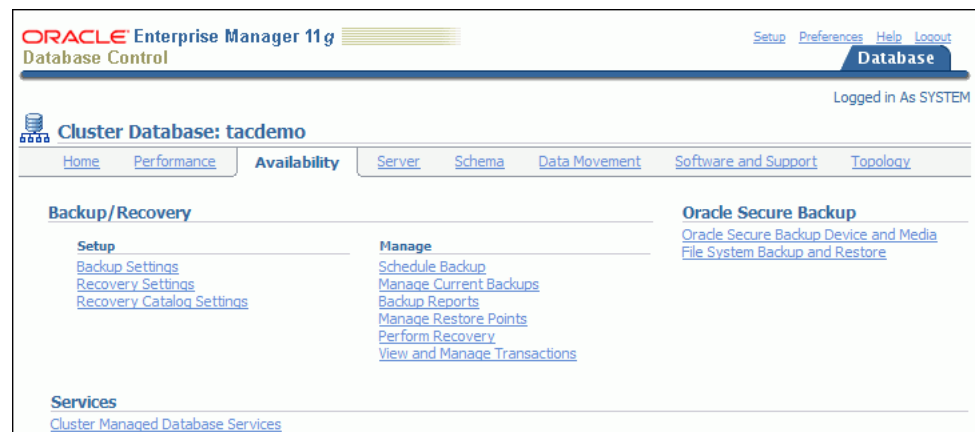 ORACLE Enterprise Manager 11g
Database Control
Setup Preferences Help Logout
Database
Logged in As SYSTEM
Cluster Database: tacdemo
Home Performance Availability Server Schema Data Movement Software and Support Topology
Backup/Recovery
Setup
Backup Settings
Recovery Settings
Recovery Catalog Settings
Manage
Schedule Backup
Manage Current Backups
Backup Reports
Manage Restore Points
Perform Recovery
View and Manage Transactions
Oracle Secure Backup
Oracle Secure Backup Device and Media
File System Backup and Restore
Services
Cluster Managed Database Services